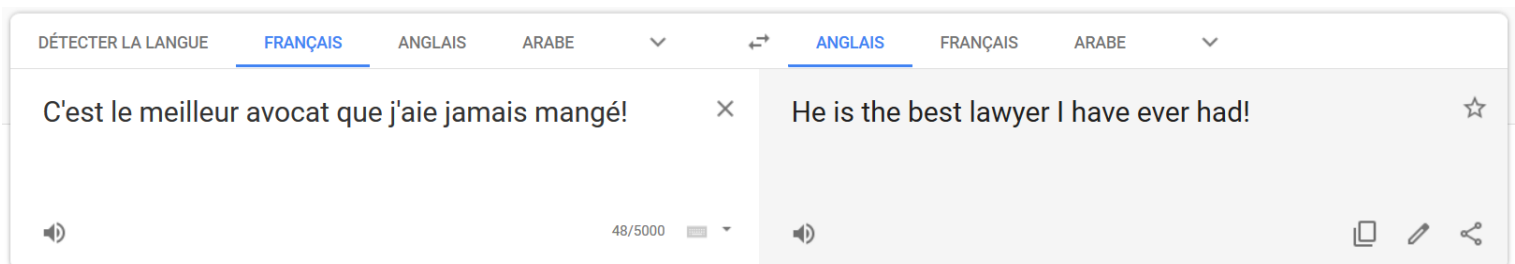 DÉTECTER LA LANGUE FRANÇAIS ANGLAIS ARABE ANGLAIS FRANÇAIS ARABE
C'est le meilleur avocat que j'aie jamais mangé!
He is the best lawyer I have ever had!
48/5000